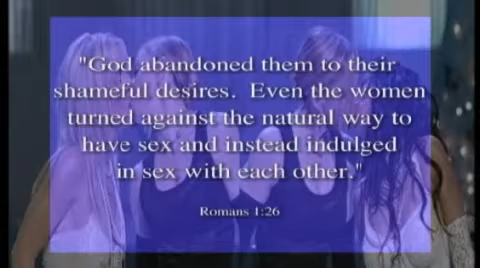 "God abandoned them to their
shameful desires. Even the women
turned against the natural way to
have sex and instead indulged
in sex with each other."
Romans 1:26